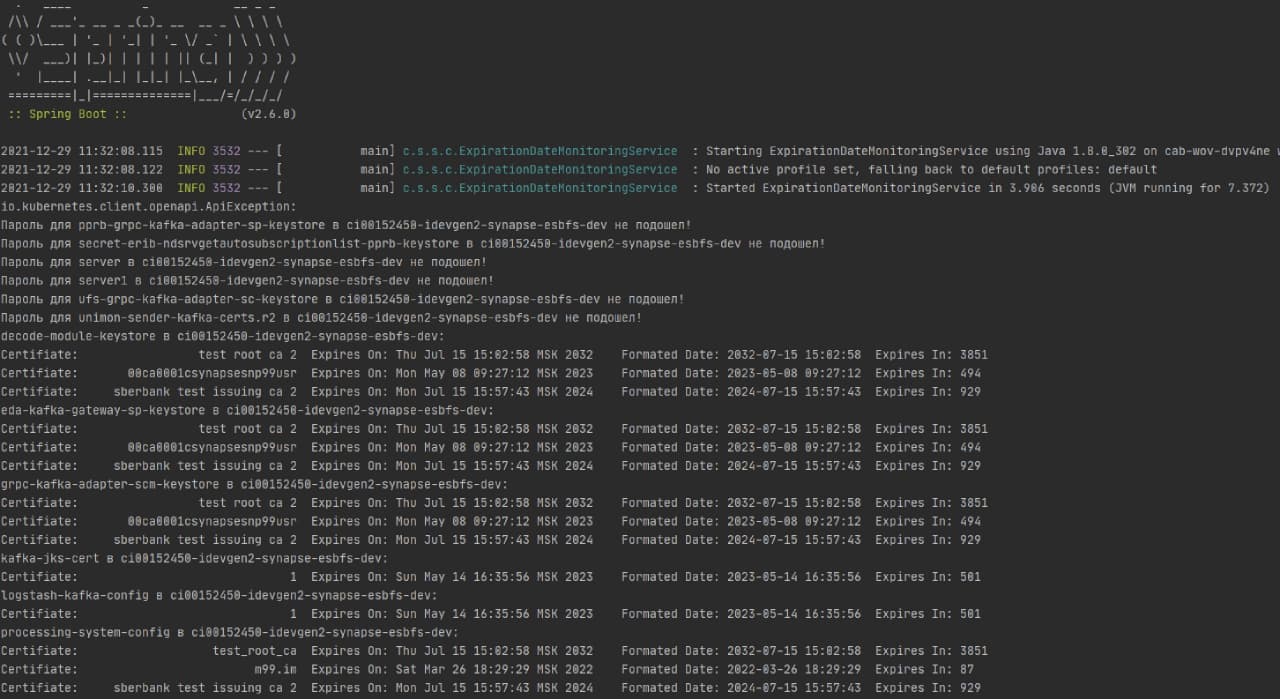 .   ____          _            __ _ _
 /\\ / ___'_ __ _ _(_)_ __  __ _ \ \ \ \
( ( )\___ | '_ | '_| | '_ \/ _` | \ \ \ \
 \\/  ___)| |_)| | | | | || (_| |  ) ) ) )
  '  |____| .__|_| |_|_| |_\__, | / / / /
 =========|_|==============|___/=/_/_/_/
 :: Spring Boot ::                (v2.6.0)
2021-12-29 11:32:08.115  INFO 3532 --- [           main] c.s.s.c.ExpirationDateMonitoringService  : Starting ExpirationDateMonitoringService using Java 1.8.0_302 on cab-wov-dvpv4ne w
2021-12-29 11:32:08.122  INFO 3532 --- [           main] c.s.s.c.ExpirationDateMonitoringService  : No active profile set, falling back to default profiles: default
2021-12-29 11:32:10.300  INFO 3532 --- [           main] c.s.s.c.ExpirationDateMonitoringService  : Started ExpirationDateMonitoringService in 3.906 seconds (JVM running for 7.372)
io.kubernetes.client.openapi.ApiException:
Пароль для pprb-grpc-kafka-adapter-sp-keystore в ci00152450-idevgen2-synapse-esbfs-dev не подошел!
Пароль для secret-erib-ndsrvgetautosubscriptionlist-pprb-keystore в ci00152450-idevgen2-synapse-esbfs-dev не подошел!
Пароль для server в ci00152450-idevgen2-synapse-esbfs-dev не подошел!
Пароль для server1 в ci00152450-idevgen2-synapse-esbfs-dev не подошел!
Пароль для ufs-grpc-kafka-adapter-sc-keystore в ci00152450-idevgen2-synapse-esbfs-dev не подошел!
Пароль для unimon-sender-kafka-certs.r2 в ci00152450-idevgen2-synapse-esbfs-dev не подошел!
decode-module-keystore в ci00152450-idevgen2-synapse-esbfs-dev:
Certifiate:                 test root ca 2  Expires On: Thu Jul 15 15:02:58 MSK 2032    Formated Date: 2032-07-15 15:02:58  Expires In: 3851
Certifiate:       00ca0001csynapsesnp99usr  Expires On: Mon May 08 09:27:12 MSK 2023    Formated Date: 2023-05-08 09:27:12  Expires In: 494
Certifiate:     sberbank test issuing ca 2  Expires On: Mon Jul 15 15:57:43 MSK 2024    Formated Date: 2024-07-15 15:57:43  Expires In: 929
eda-kafka-gateway-sp-keystore в ci00152450-idevgen2-synapse-esbfs-dev:
Certifiate:                 test root ca 2  Expires On: Thu Jul 15 15:02:58 MSK 2032    Formated Date: 2032-07-15 15:02:58  Expires In: 3851
Certifiate:       00ca0001csynapsesnp99usr  Expires On: Mon May 08 09:27:12 MSK 2023    Formated Date: 2023-05-08 09:27:12  Expires In: 494
Certifiate:     sberbank test issuing ca 2  Expires On: Mon Jul 15 15:57:43 MSK 2024    Formated Date: 2024-07-15 15:57:43  Expires In: 929
grpc-kafka-adapter-scm-keystore в ci00152450-idevgen2-synapse-esbfs-dev:
Certifiate:                 test root ca 2  Expires On: Thu Jul 15 15:02:58 MSK 2032    Formated Date: 2032-07-15 15:02:58  Expires In: 3851
Certifiate:       00ca0001csynapsesnp99usr  Expires On: Mon May 08 09:27:12 MSK 2023    Formated Date: 2023-05-08 09:27:12  Expires In: 494
Certifiate:     sberbank test issuing ca 2  Expires On: Mon Jul 15 15:57:43 MSK 2024    Formated Date: 2024-07-15 15:57:43  Expires In: 929
kafka-jks-cert в ci00152450-idevgen2-synapse-esbfs-dev:
Certifiate:                              1  Expires On: Sun May 14 16:35:56 MSK 2023    Formated Date: 2023-05-14 16:35:56  Expires In: 501
logstash-kafka-config в ci00152450-idevgen2-synapse-esbfs-dev:
Certifiate:                              1  Expires On: Sun May 14 16:35:56 MSK 2023    Formated Date: 2023-05-14 16:35:56  Expires In: 501
processing-system-config в ci00152450-idevgen2-synapse-esbfs-dev:
Certifiate:                   test_root_ca  Expires On: Thu Jul 15 15:02:58 MSK 2032    Formated Date: 2032-07-15 15:02:58  Expires In: 3851
Certifiate:                         m99.im  Expires On: Sat Mar 26 18:29:29 MSK 2022    Formated Date: 2022-03-26 18:29:29  Expires In: 87
Certifiate:     sberbank test issuing ca 2  Expires On: Mon Jul 15 15:57:43 MSK 2024    Formated Date: 2024-07-15 15:57:43  Expires In: 929